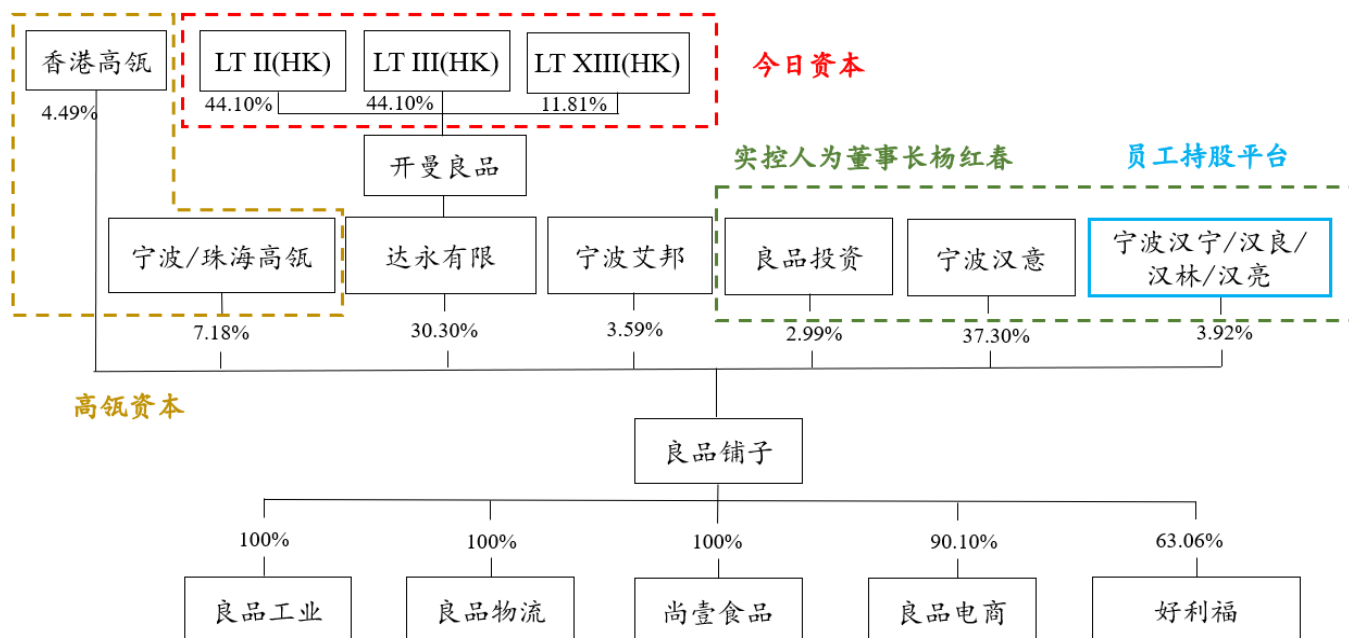 香港高瓴
LT II(HK)
LT III(HK)
LT XIII(HK)
今日资本
4.49%
44.10%
44.10%
11.81%
开曼良品
实控人为董事长杨红春
员工持股平台
宁波/珠海高瓴
达永有限
宁波艾邦
良品投资
宁波汉意
宁波汉宁/汉良/
汉林/汉亮
7.18%
30.30%
3.59%
2.99%
37.30%
3.92%
高瓴资本
良品铺子
100%
100%
100%
90.10%
63.06%
良品工业
良品物流
尚壹食品
良品电商
好利福